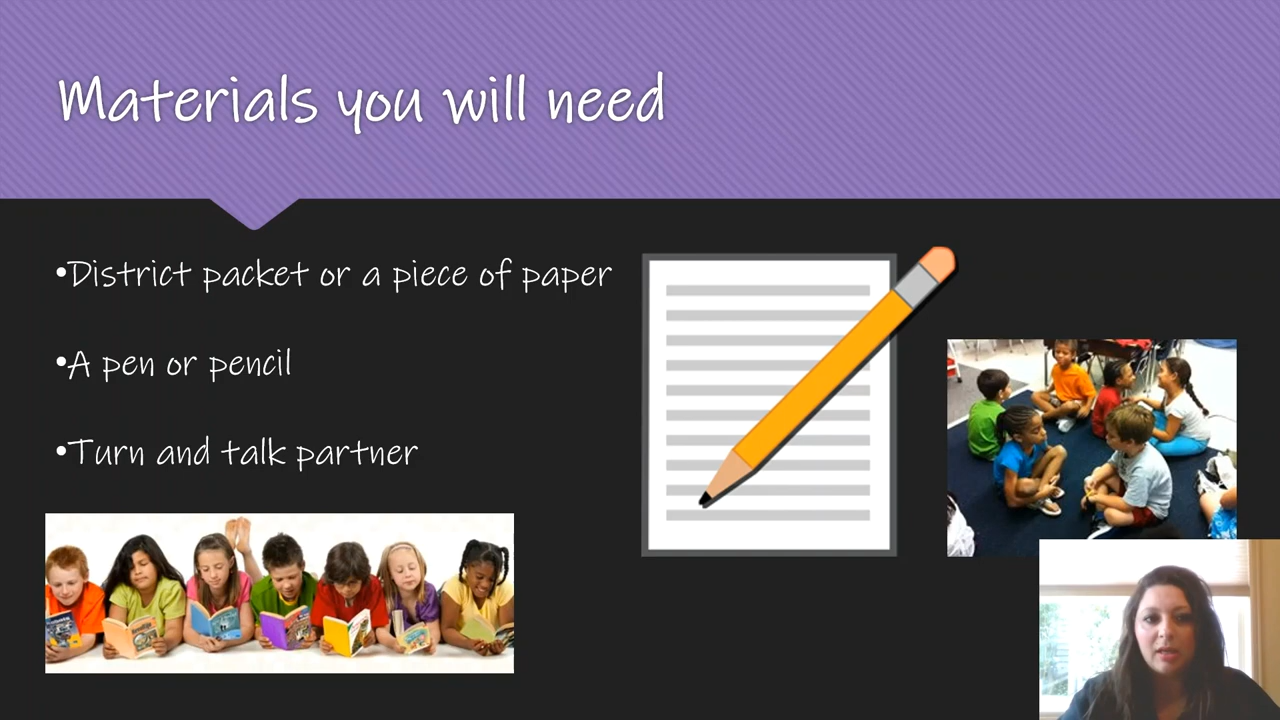 Materials you will need
•District packet or a piece of paper
•A pen or pencil
•Turn and talk partner